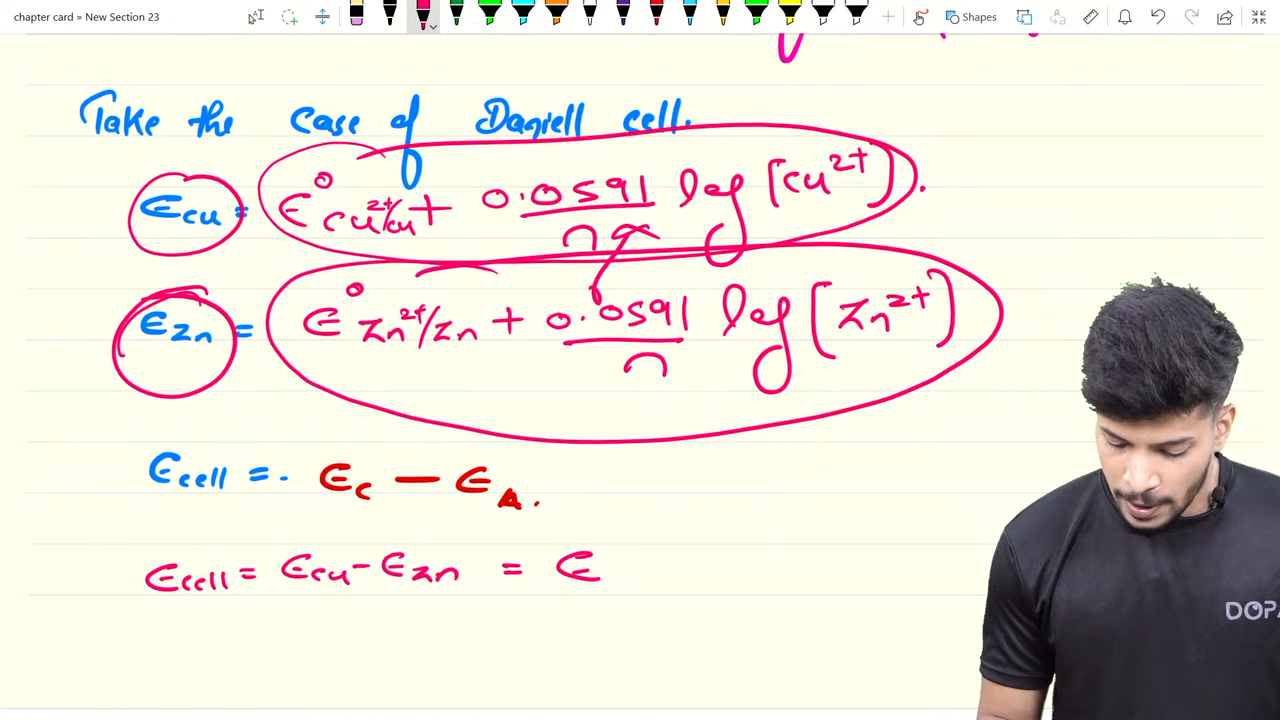 chapter card » New Section 23
Shapes
Take the case of Daniell cell.
Ecu = E° Cu²⁺/Cu + 0.0591/n log [Cu²⁺].
Ezn = E° Zn²⁺/Zn + 0.0591/n log [Zn²⁺]
Ecell = . Ec — EA.
Ecell = Ecu - Ezn = E
DOPA